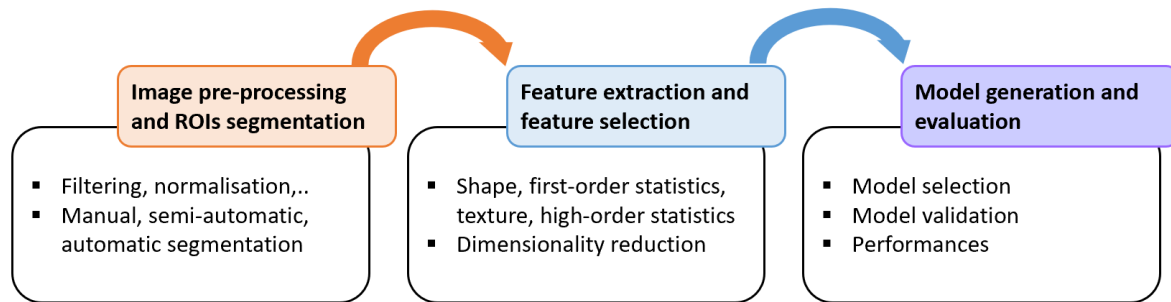 Image pre-processing
and ROIs segmentation
▪ Filtering, normalisation,..
▪ Manual, semi-automatic,
automatic segmentation
Feature extraction and
feature selection
▪ Shape, first-order statistics,
texture, high-order statistics
▪ Dimensionality reduction
Model generation and
evaluation
▪ Model selection
▪ Model validation
▪ Performances